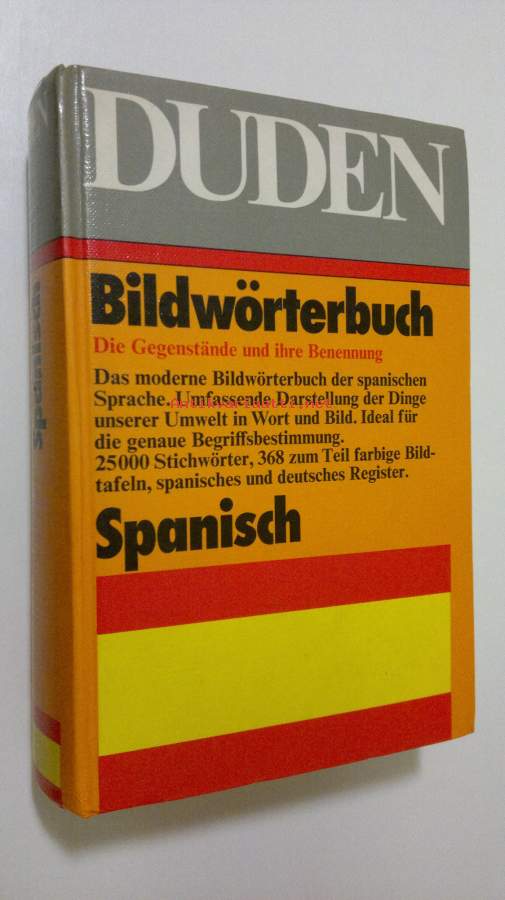 DUDEN
Bildwörterbuch
Die Gegenstände und ihre Benennung
Das moderne Bildwörterbuch der spanischen
Sprache. Umfassende Darstellung der Dinge
unserer Umwelt in Wort und Bild. Ideal für
die genaue Begriffsbestimmung.
25000 Stichwörter, 368 zum Teil farbige Bild-
tafeln, spanisches und deutsches Register.
Spanisch